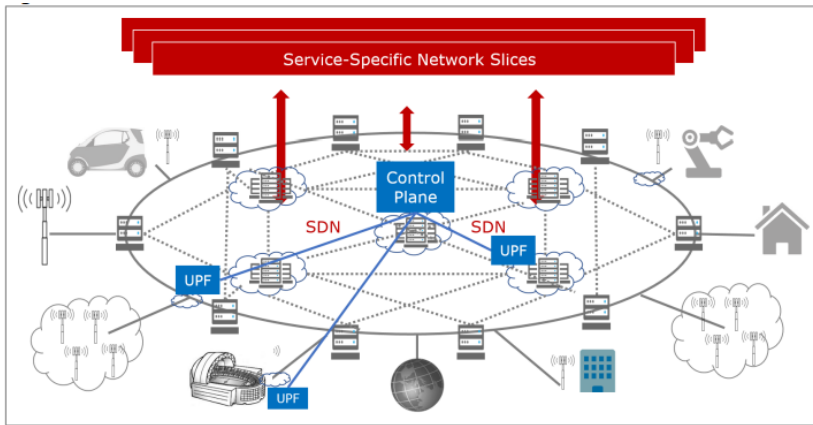 Service-Specific Network Slices
Control
Plane
SDN
SDN
UPF
UPF
UPF